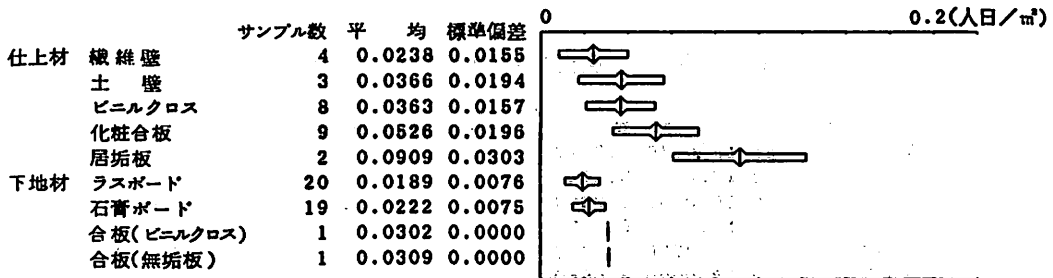 0 0.2(人日/㎡)
サンプル数 平 均 標準偏差
仕上材 繊維壁 4 0.0238 0.0155
土 壁 3 0.0366 0.0194
ビニルクロス 8 0.0363 0.0157
化粧合板 9 0.0526 0.0196
居垢板 2 0.0909 0.0303
下地材 ラスボード 20 0.0189 0.0076
石膏ボード 19 0.0222 0.0075
合板(ビニルクロス) 1 0.0302 0.0000
合板(無垢板) 1 0.0309 0.0000